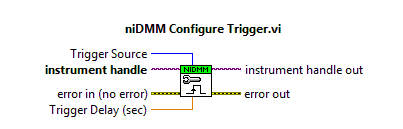 niDMM Configure Trigger.vi
Trigger Source
instrument handle
NIDMM
instrument handle out
error in (no error)
error out
Trigger Delay (sec)